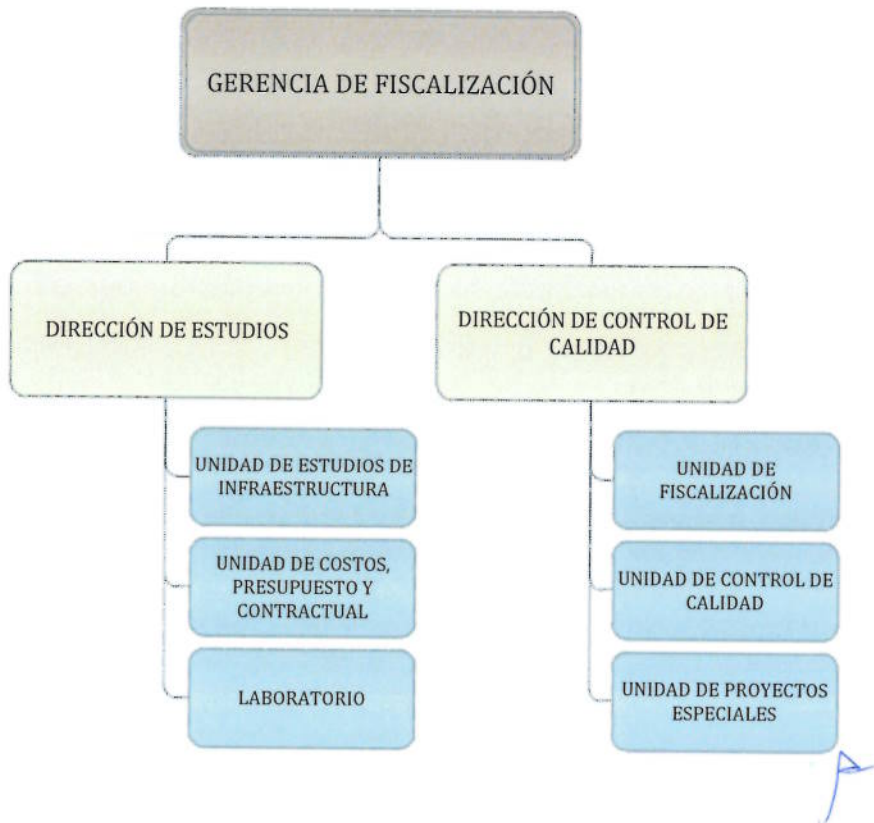 GERENCIA DE FISCALIZACIÓN
DIRECCIÓN DE ESTUDIOS
UNIDAD DE ESTUDIOS DE
INFRAESTRUCTURA
UNIDAD DE COSTOS,
PRESUPUESTO Y
CONTRACTUAL
LABORATORIO
DIRECCIÓN DE CONTROL DE
CALIDAD
UNIDAD DE
FISCALIZACIÓN
UNIDAD DE CONTROL DE
CALIDAD
UNIDAD DE PROYECTOS
ESPECIALES